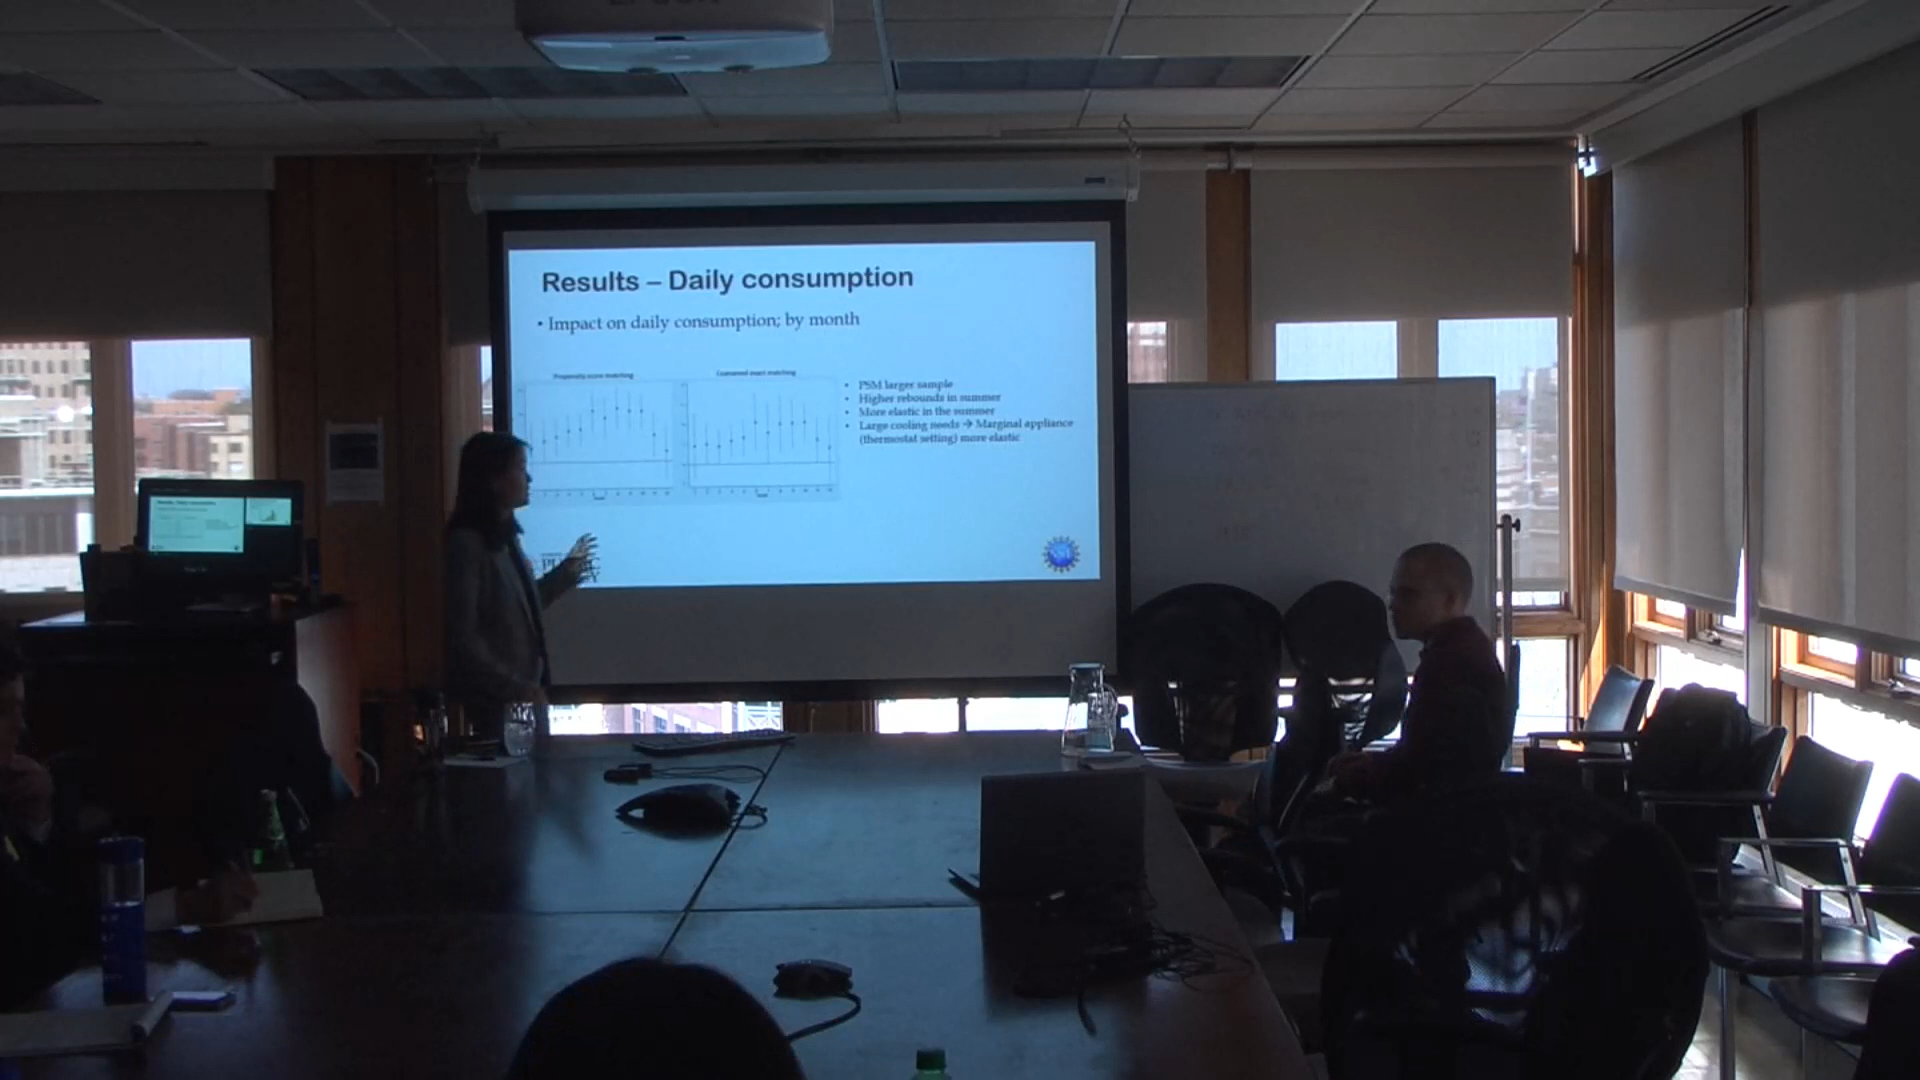 Results – Daily consumption
• Impact on daily consumption; by month
Propensity score matching
Coarsened exact matching
• PSM larger sample
• Higher rebounds in summer
• More elastic in the summer
• Large cooling needs → Marginal appliance
(thermostat setting) more elastic